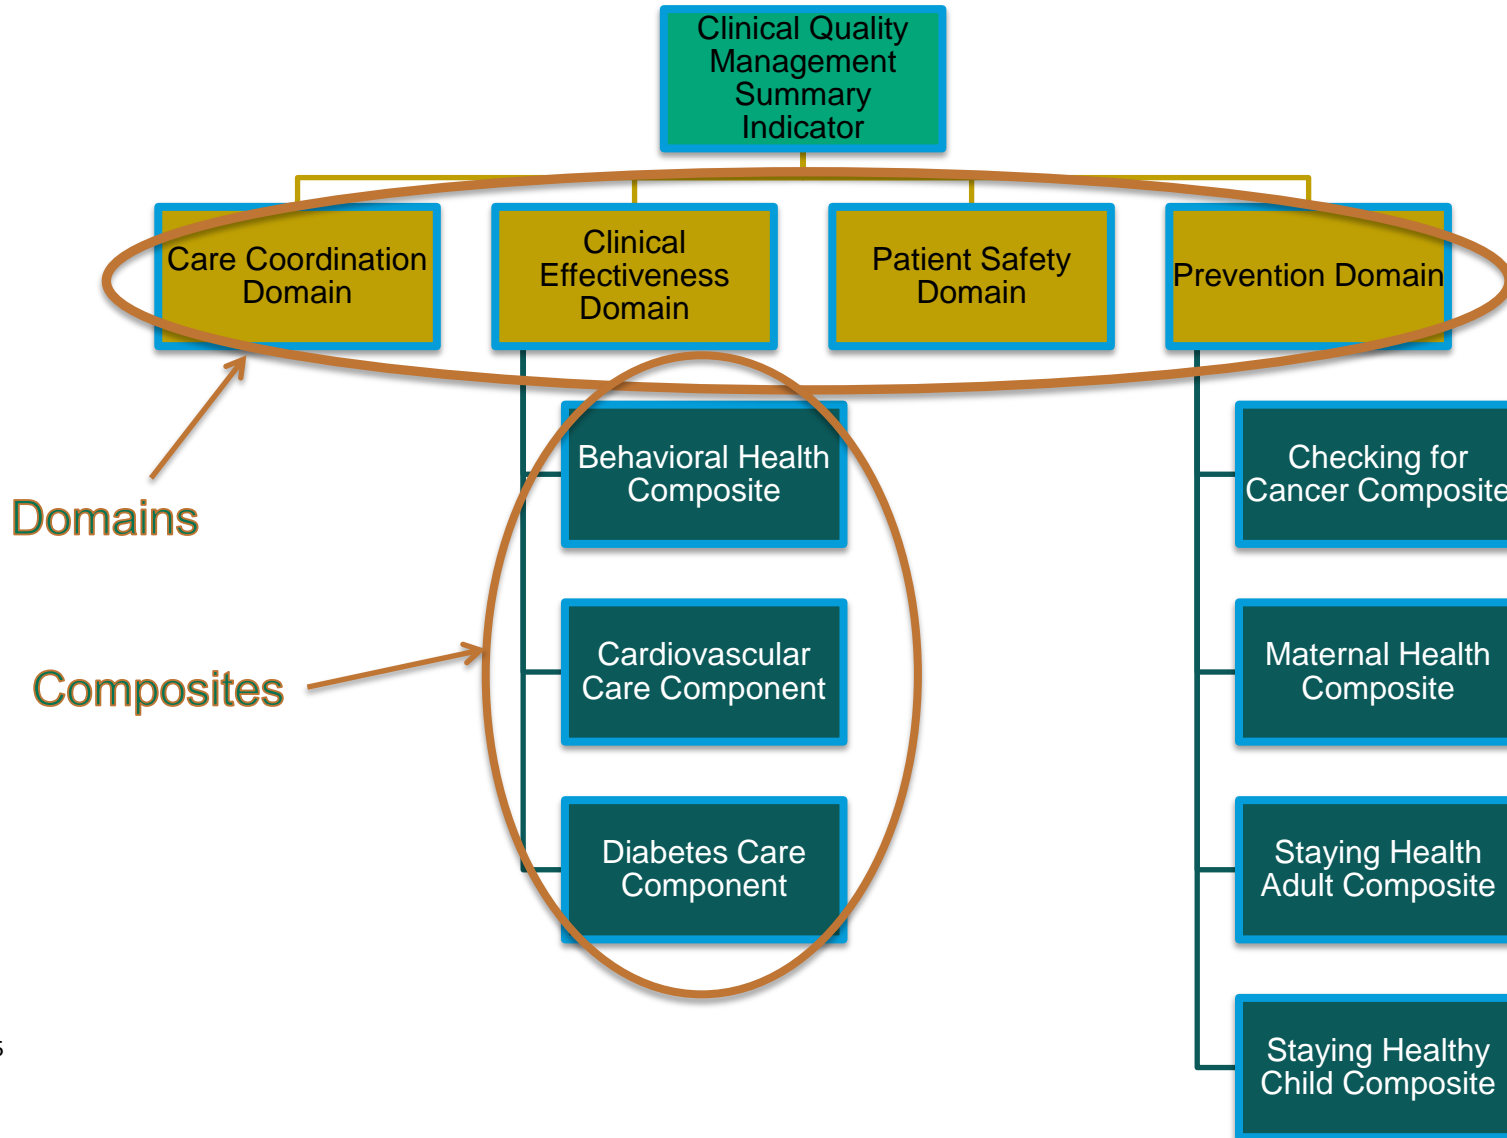 Clinical Quality
Management
Summary
Indicator
Care Coordination
Domain
Clinical
Effectiveness
Domain
Patient Safety
Domain
Prevention Domain
Domains
Behavioral Health
Composite
Checking for
Cancer Composite
Composites
Cardiovascular
Care Component
Maternal Health
Composite
Diabetes Care
Component
Staying Health
Adult Composite
Staying Healthy
Child Composite